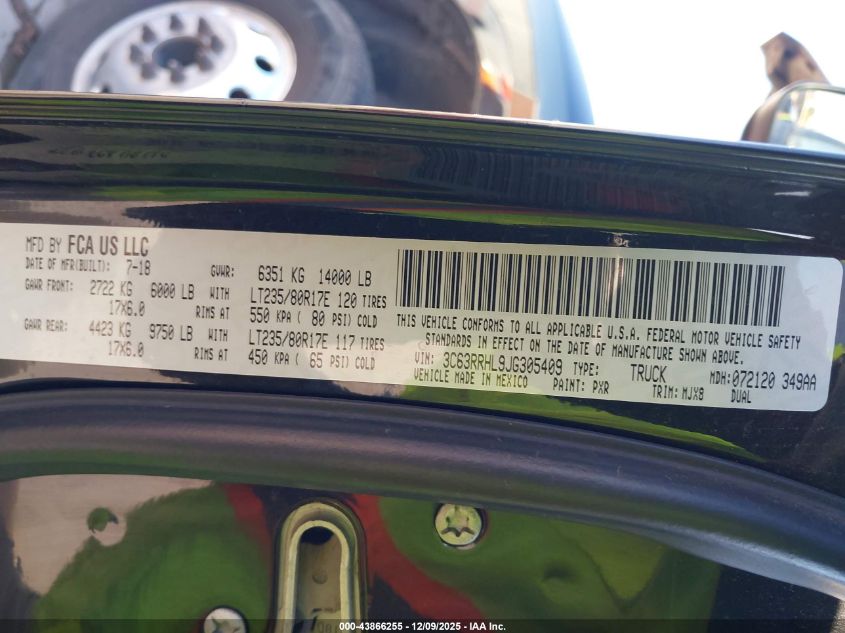 MFD BY FCA US LLC
DATE OF MFR(BUILT): 7-18 GVWR: 6351 KG 14000 LB
GAWR FRONT: 2722 KG 6000 LB WITH LT235/80R17E 120 TIRES
17X6.0 RIMS AT 550 KPA ( 80 PSI) COLD
GAWR REAR: 4423 KG 9750 LB WITH LT235/80R17E 117 TIRES
17X6.0 RIMS AT 450 KPA ( 65 PSI) COLD
THIS VEHICLE CONFORMS TO ALL APPLICABLE U.S.A. FEDERAL MOTOR VEHICLE SAFETY
STANDARDS IN EFFECT ON THE DATE OF MANUFACTURE SHOWN ABOVE.
VIN: 3C63RRHL9JG305409 TYPE: TRUCK MDH: 072120 349AA
VEHICLE MADE IN MEXICO PAINT: PXR TRIM: MJX8 DUAL
000-43866255 - 12/09/2025 - IAA Inc.